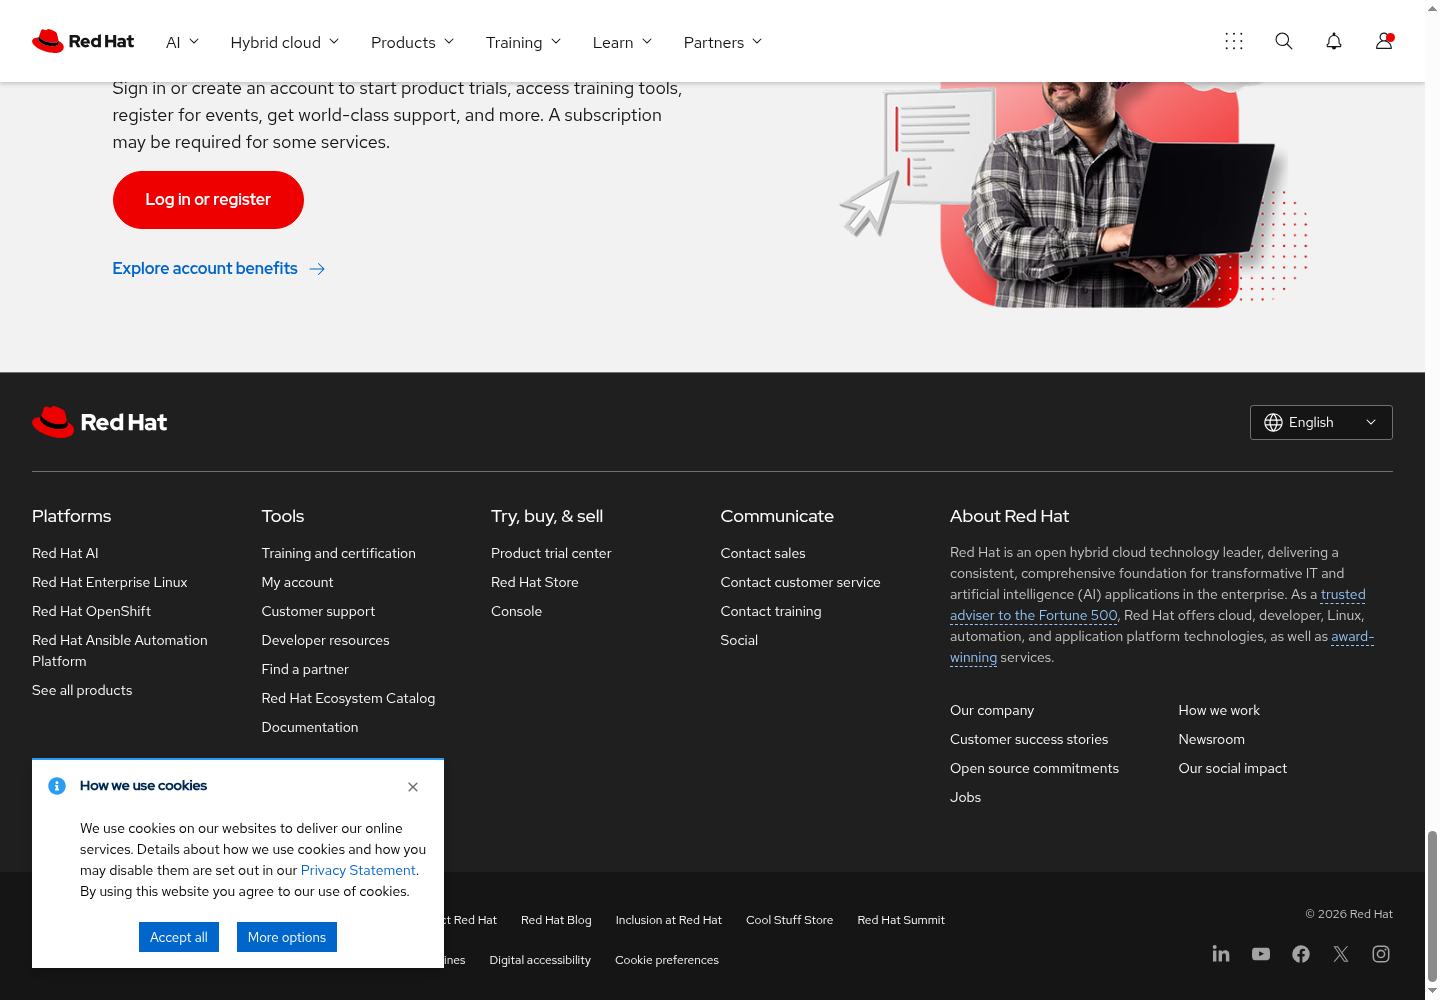 Red Hat
AI
Hybrid cloud
Products
Training
Learn
Partners
Sign in or create an account to start product trials, access training tools,
register for events, get world-class support, and more. A subscription
may be required for some services.
Log in or register
Explore account benefits
Red Hat
English
Platforms
Red Hat AI
Red Hat Enterprise Linux
Red Hat OpenShift
Red Hat Ansible Automation
Platform
See all products
Tools
Training and certification
My account
Customer support
Developer resources
Find a partner
Red Hat Ecosystem Catalog
Documentation
Try, buy, & sell
Product trial center
Red Hat Store
Console
Communicate
Contact sales
Contact customer service
Contact training
Social
About Red Hat
Red Hat is an open hybrid cloud technology leader, delivering a
consistent, comprehensive foundation for transformative IT and
artificial intelligence (AI) applications in the enterprise. As a trusted
adviser to the Fortune 500, Red Hat offers cloud, developer, Linux,
automation, and application platform technologies, as well as award-
winning services.
Our company
Customer success stories
Open source commitments
Jobs
How we work
Newsroom
Our social impact
How we use cookies
We use cookies on our websites to deliver our online
services. Details about how we use cookies and how you
may disable them are set out in our Privacy Statement.
By using this website you agree to our use of cookies.
Accept all
More options
Red Hat
Red Hat Blog
Inclusion at Red Hat
Cool Stuff Store
Red Hat Summit
Digital accessibility
Cookie preferences
© 2026 Red Hat